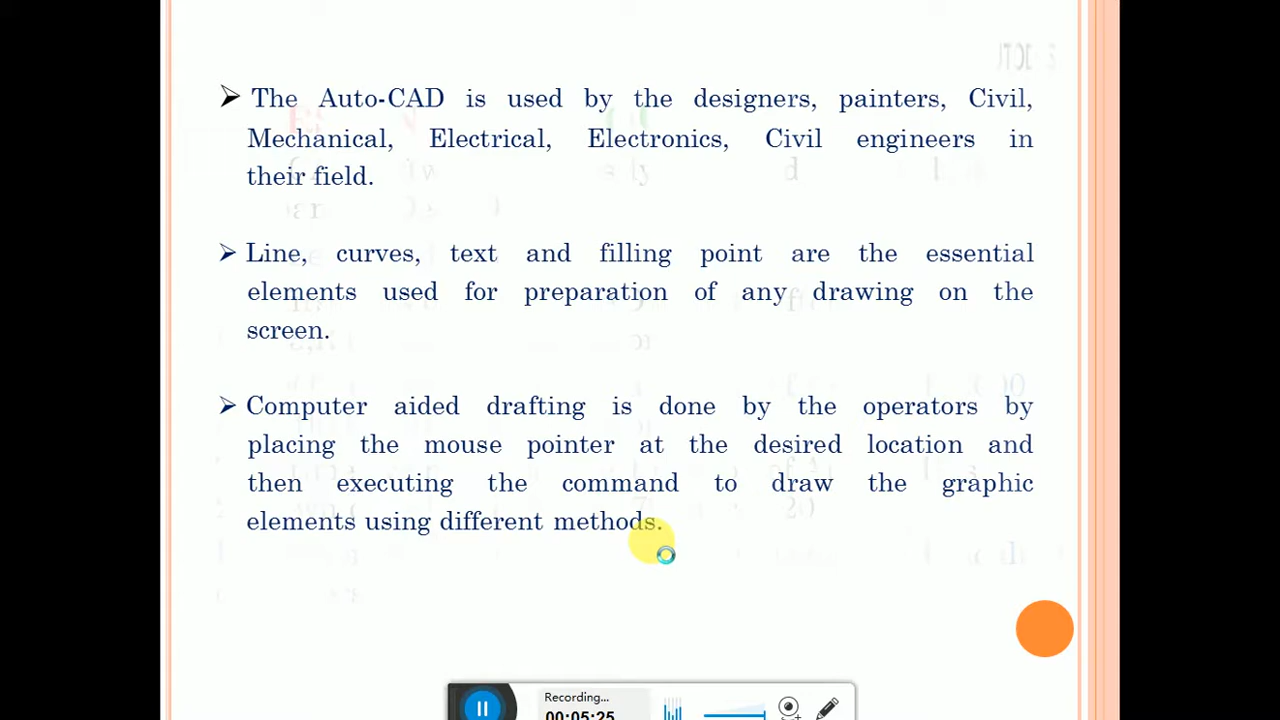 The Auto-CAD is used by the designers, painters, Civil,
Mechanical, Electrical, Electronics, Civil engineers in
their field.
Line, curves, text and filling point are the essential
elements used for preparation of any drawing on the
screen.
Computer aided drafting is done by the operators by
placing the mouse pointer at the desired location and
then executing the command to draw the graphic
elements using different methods.
Recording...
00:05:25